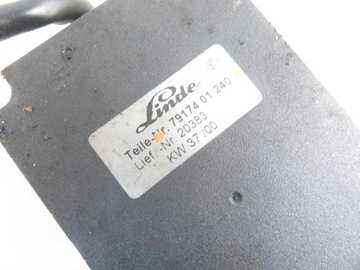 Linde
Teile-Nr. 79174 01 240
Lief. -Nr. 20383
KW 37 /00